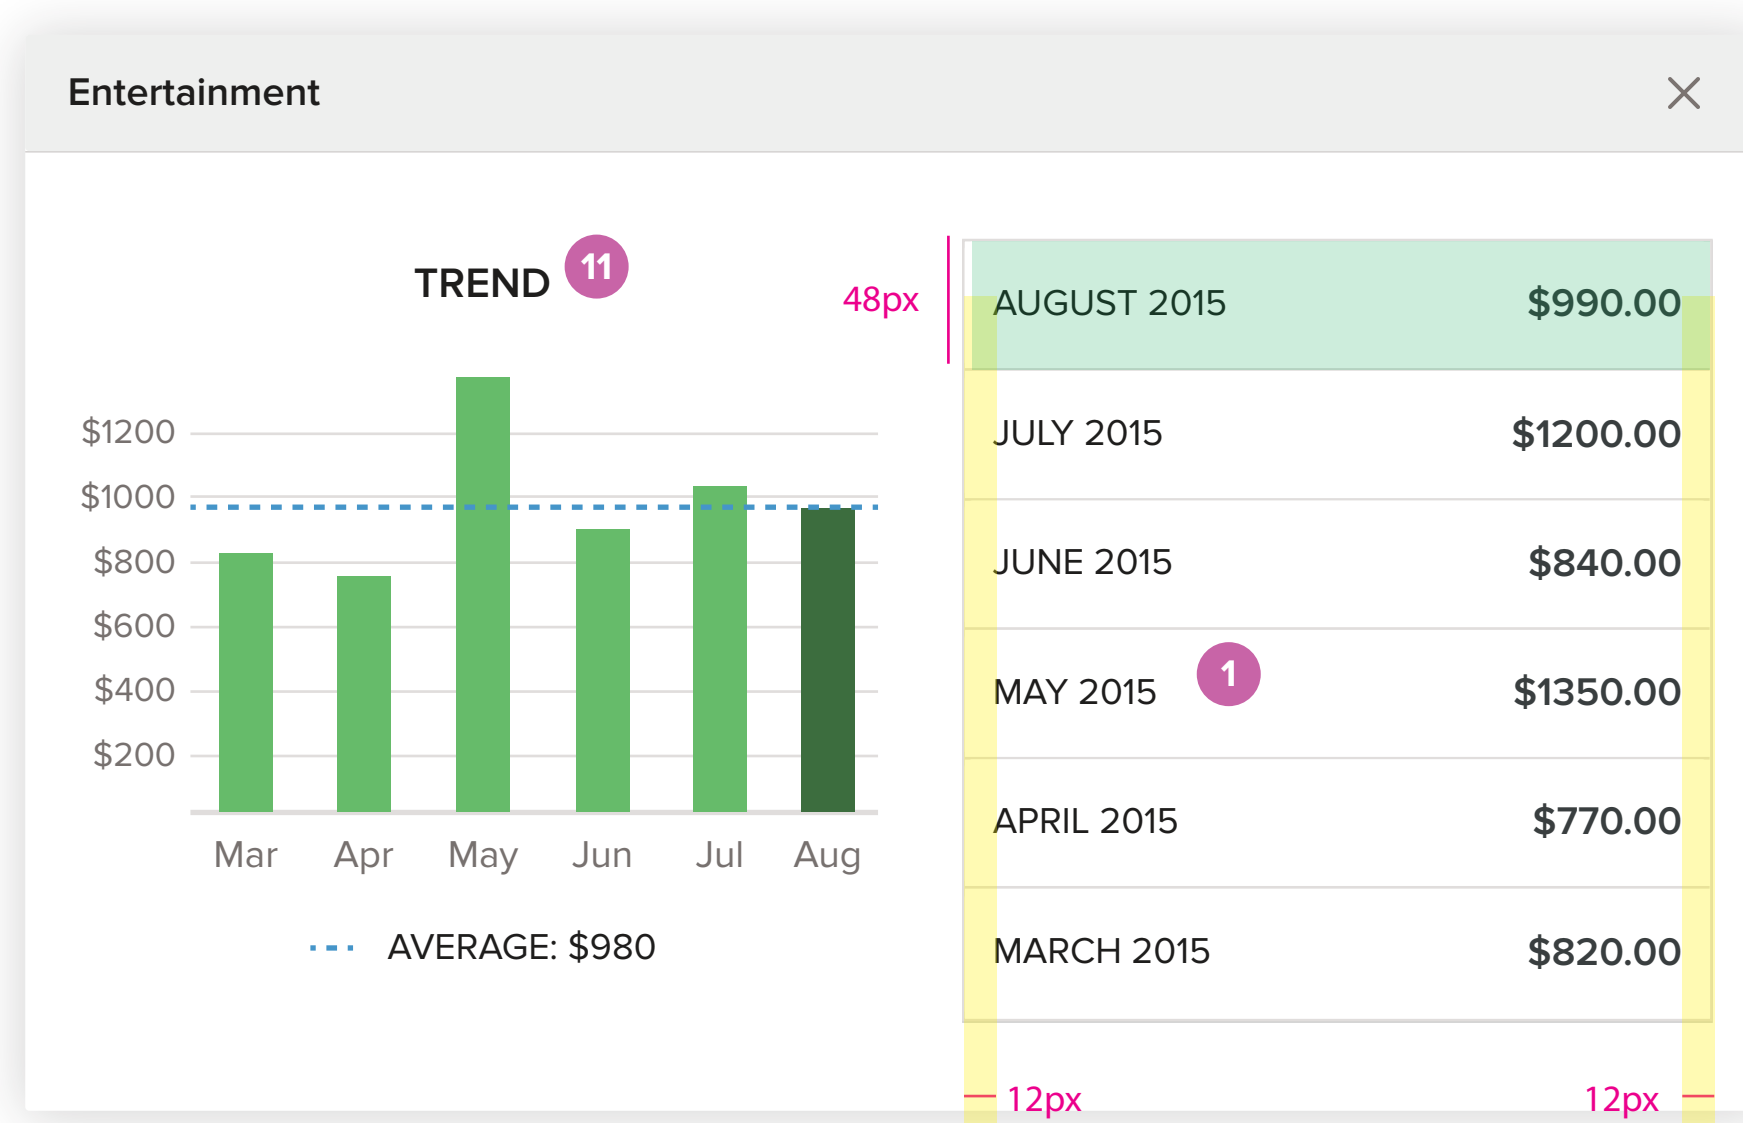 Entertainment
TREND 11
$1200
$1000
$800
$600
$400
$200
Mar Apr May Jun Jul Aug
AVERAGE: $980
48px
AUGUST 2015 $990.00
JULY 2015 $1200.00
JUNE 2015 $840.00
MAY 2015 1 $1350.00
APRIL 2015 $770.00
MARCH 2015 $820.00
12px 12px